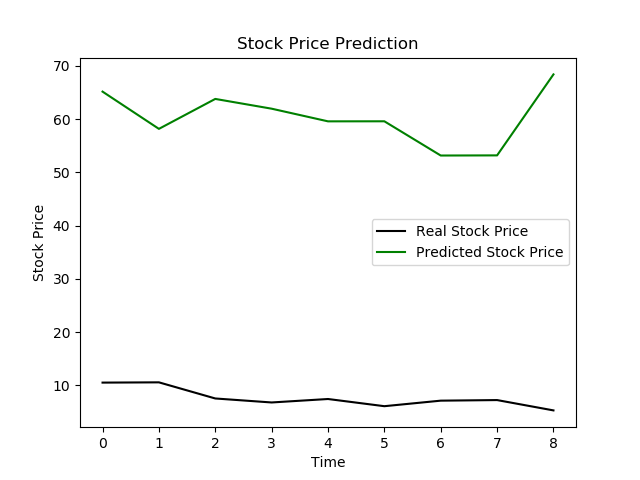 Stock Price Prediction
70
60
50
40
30
20
10
Stock Price
Real Stock Price
Predicted Stock Price
0 1 2 3 4 5 6 7 8
Time